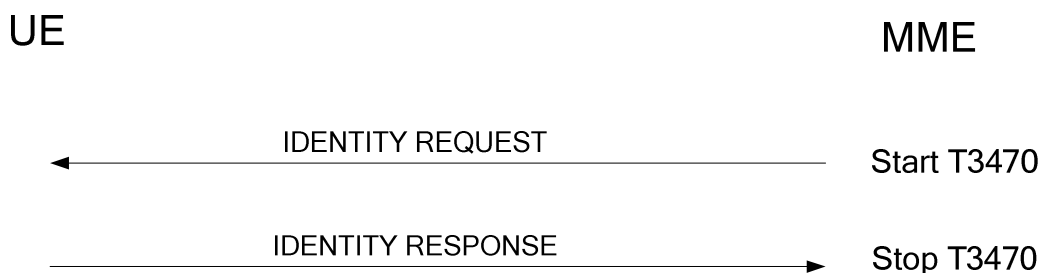 UE
MME
IDENTITY REQUEST
Start T3470
IDENTITY RESPONSE
Stop T3470